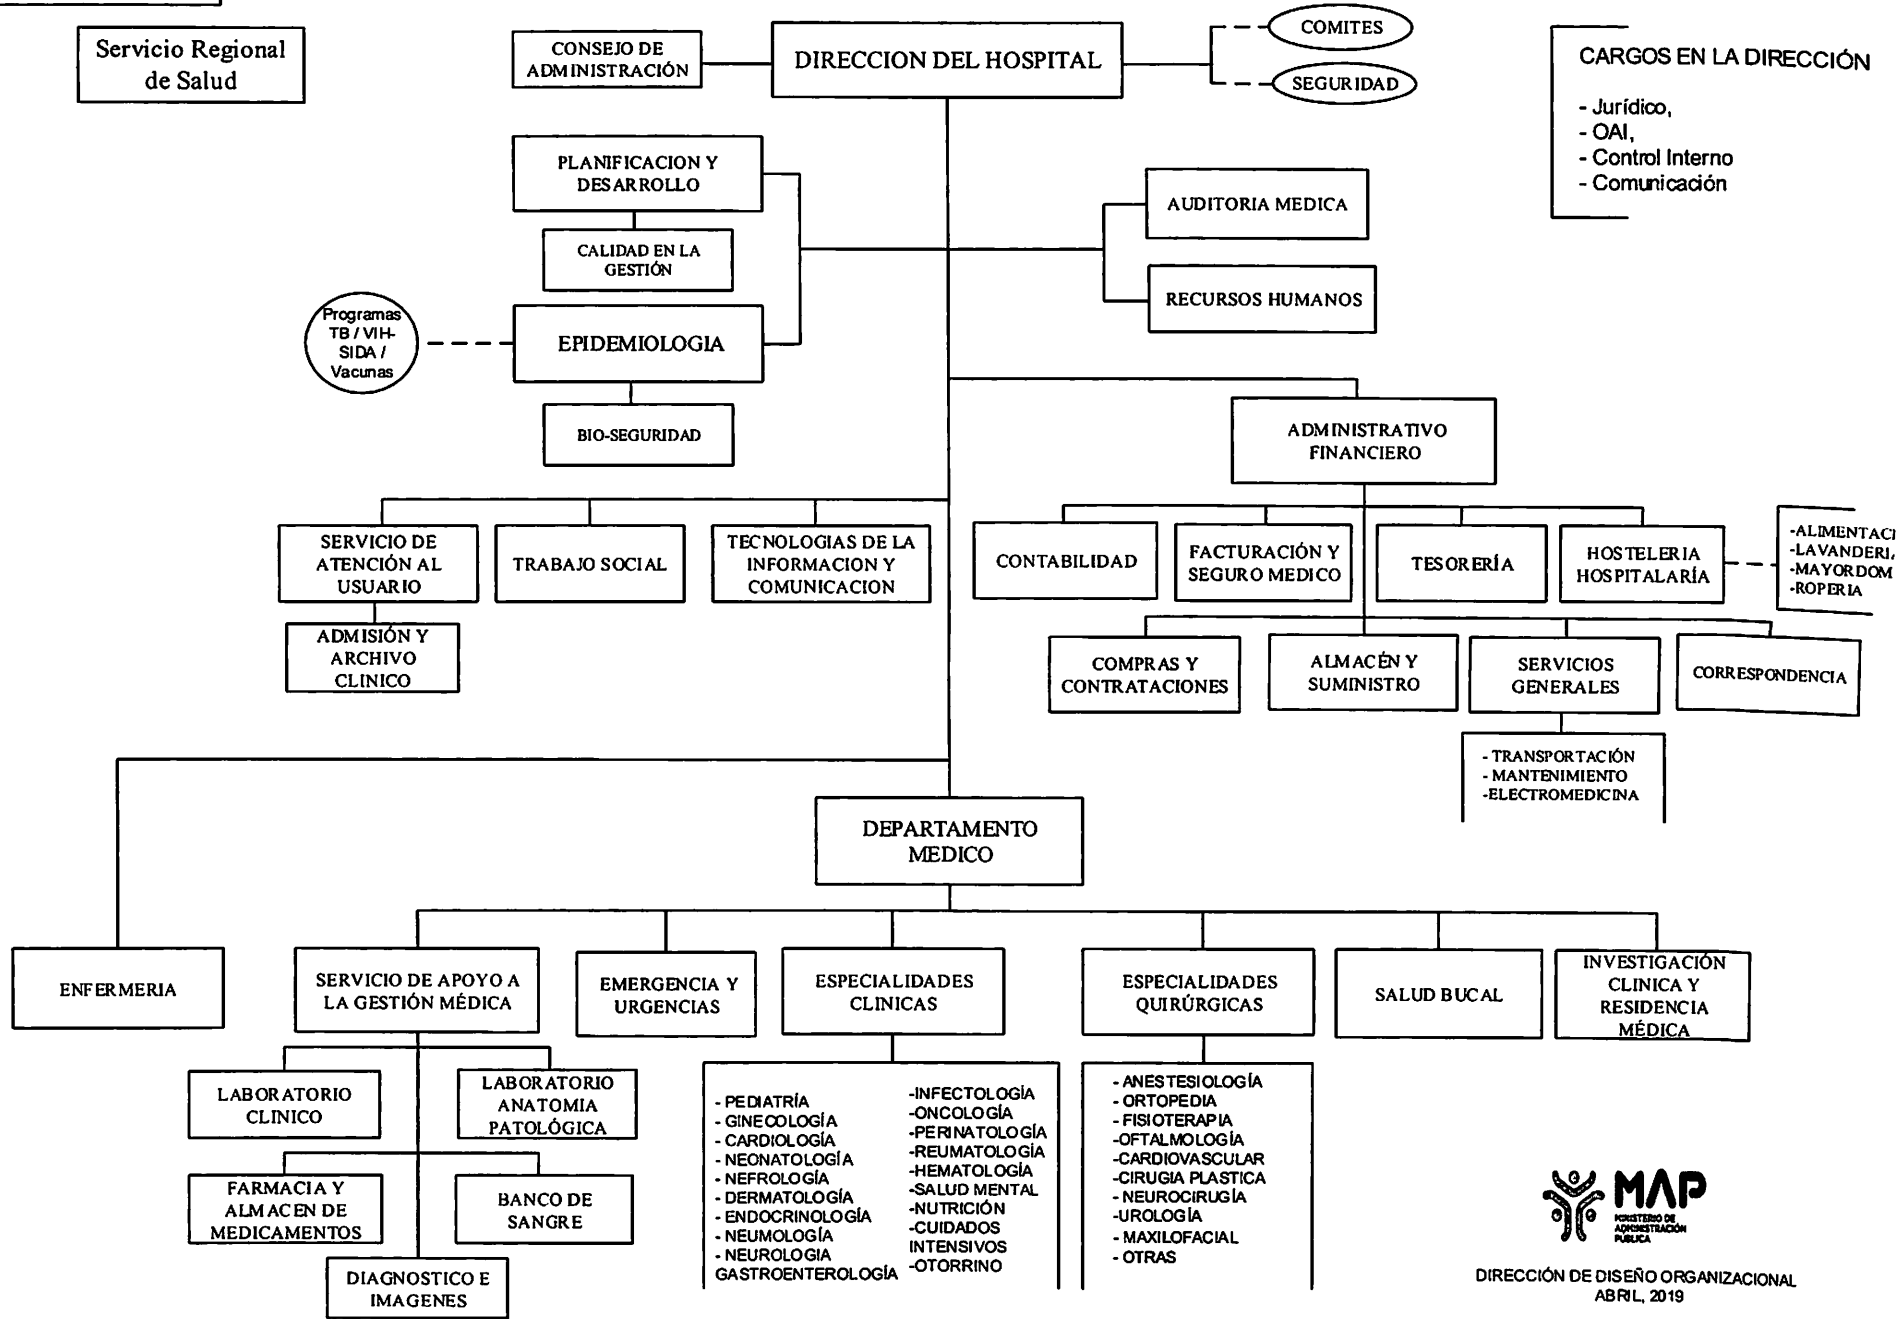 Servicio Regional
de Salud
CONSEJO DE
ADMINISTRACIÓN
DIRECCION DEL HOSPITAL
COMITES
SEGURIDAD
CARGOS EN LA DIRECCIÓN
- Jurídico,
- OAI,
- Control Interno
- Comunicación
PLANIFICACION Y
DESARROLLO
CALIDAD EN LA
GESTIÓN
AUDITORIA MEDICA
RECURSOS HUMANOS
Programas
TB / VIH-
SIDA /
Vacunas
EPIDEMIOLOGIA
BIO-SEGURIDAD
ADMINISTRATIVO
FINANCIERO
SERVICIO DE
ATENCIÓN AL
USUARIO
TRABAJO SOCIAL
TECNOLOGIAS DE LA
INFORMACION Y
COMUNICACION
ADMISIÓN Y
ARCHIVO
CLINICO
CONTABILIDAD
FACTURACIÓN Y
SEGURO MEDICO
TESORERÍA
HOSTELERIA
HOSPITALARÍA
-ALIMENTACI
-LAVANDERI
-MAYORDOM
-ROPERIA
COMPRAS Y
CONTRATACIONES
ALMACÉN Y
SUMINISTRO
SERVICIOS
GENERALES
CORRESPONDENCIA
- TRANSPORTACIÓN
- MANTENIMIENTO
-ELECTROMEDICINA
DEPARTAMENTO
MEDICO
ENFERMERIA
SERVICIO DE APOYO A
LA GESTIÓN MÉDICA
EMERGENCIA Y
URGENCIAS
ESPECIALIDADES
CLINICAS
ESPECIALIDADES
QUIRÚRGICAS
SALUD BUCAL
INVESTIGACIÓN
CLINICA Y
RESIDENCIA
MÉDICA
LABORATORIO
CLINICO
LABORATORIO
ANATOMIA
PATOLÓGICA
FARMACIA Y
ALMACEN DE
MEDICAMENTOS
BANCO DE
SANGRE
DIAGNOSTICO E
IMAGENES
- PEDIATRÍA
- GINECOLOGÍA
- CARDIOLOGÍA
- NEONATOLOGÍA
- NEFROLOGÍA
- DERMATOLOGÍA
- ENDOCRINOLOGÍA
- NEUMOLOGÍA
- NEUROLOGIA
GASTROENTEROLOGÍA
-INFECTOLOGÍA
-ONCOLOGÍA
-PERINATOLOGÍA
-REUMATOLOGÍA
-HEMATOLOGÍA
-SALUD MENTAL
-NUTRICIÓN
-CUIDADOS
INTENSIVOS
-OTORRINO
- ANESTESIOLOGÍA
- ORTOPEDIA
- FISIOTERAPIA
-OFTALMOLOGÍA
-CARDIOVASCULAR
-CIRUGIA PLASTICA
- NEUROCIRUGÍA
-UROLOGÍA
- MAXILOFACIAL
- OTRAS
MAP
MINISTERIO DE
ADMINISTRACIÓN
PÚBLICA
DIRECCIÓN DE DISEÑO ORGANIZACIONAL
ABRIL, 2019